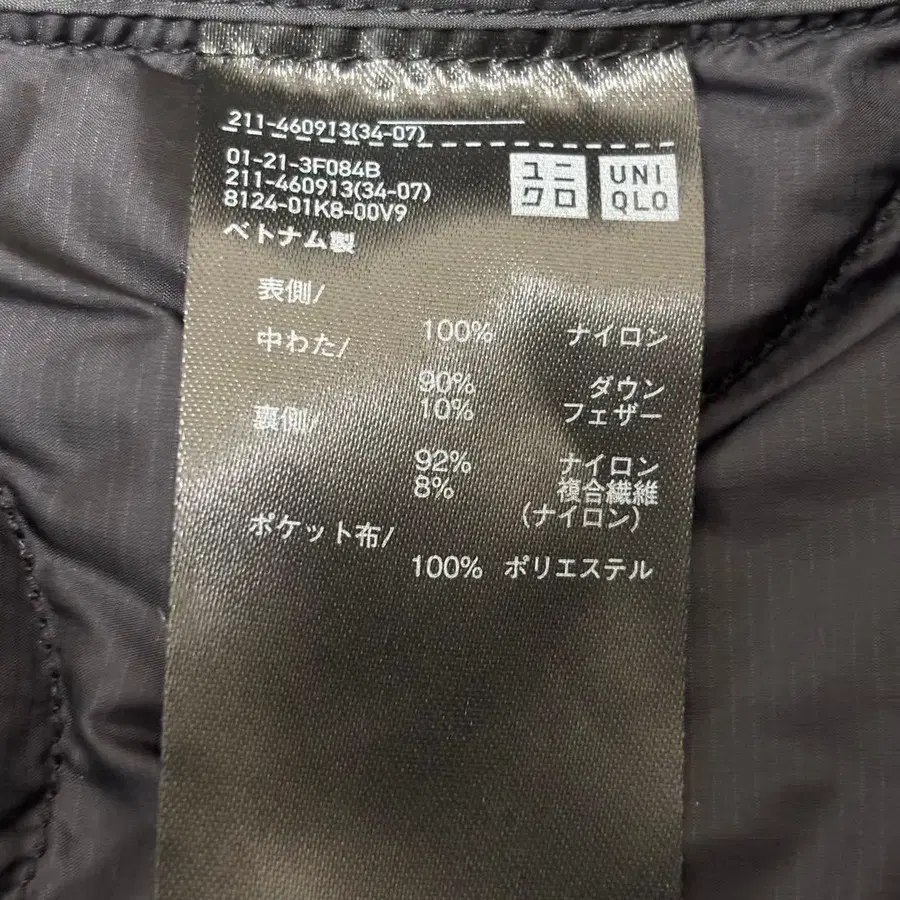 211-460913(34-07)
01-21-3F084B
211-460913(34-07)
8124-01K8-00V9
ベトナム製
ユニ
クロ
UNI
QLO
表側/
100% ナイロン
中わた/
90% ダウン
10% フェザー
裏側/
92% ナイロン
8% 複合繊維
(ナイロン)
ポケット布/
100% ポリエステル